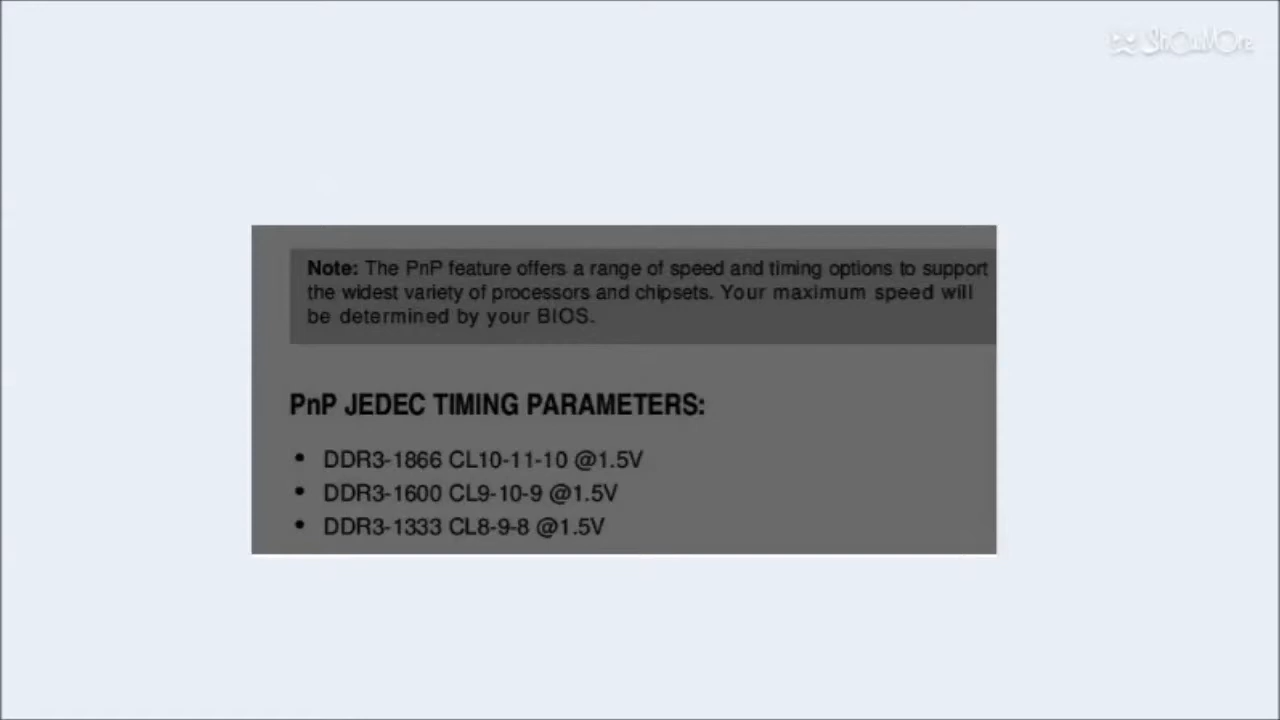 ShowMore
Note: The PnP feature offers a range of speed and timing options to support
the widest variety of processors and chipsets. Your maximum speed will
be determined by your BIOS.
PnP JEDEC TIMING PARAMETERS:
• DDR3-1866 CL10-11-10 @1.5V
• DDR3-1600 CL9-10-9 @1.5V
• DDR3-1333 CL8-9-8 @1.5V